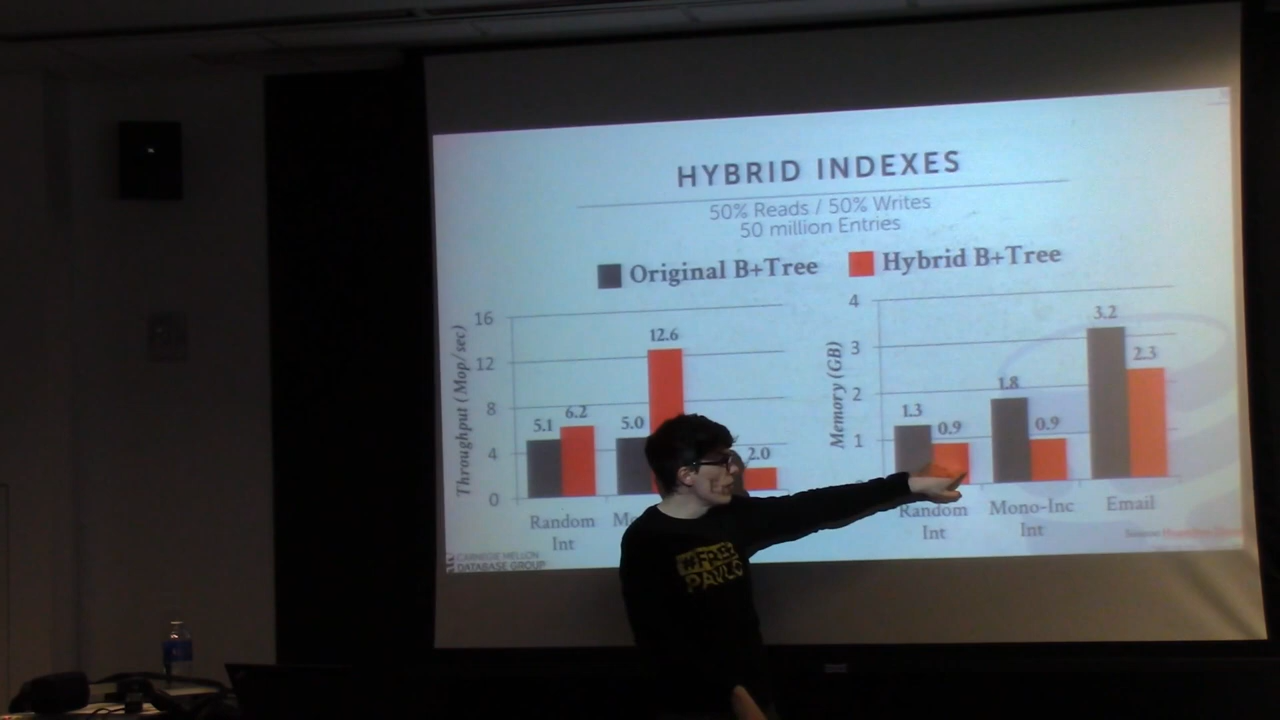 HYBRID INDEXES
50% Reads / 50% Writes
50 million Entries
Original B+Tree
Hybrid B+Tree
Throughput (Mop/sec)
16
12
8
4
0
5.1
6.2
5.0
12.6
2.0
Random
Int
Memory (GB)
4
3
2
1
1.3
0.9
1.8
0.9
3.2
2.3
Random
Int
Mono-Inc
Int
Email
CARNEGIE MELLON
DATABASE GROUP
#FREE
PAVLO